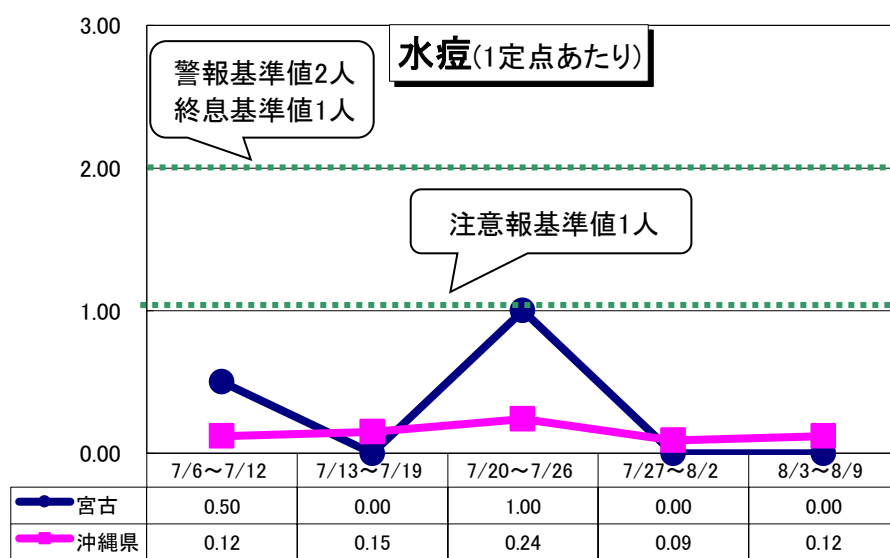 3.00
水痘(1定点あたり)
警報基準値2人
終息基準値1人
2.00
注意報基準値1人
1.00
0.00
7/6～7/12 7/13～7/19 7/20～7/26 7/27～8/2 8/3～8/9
宮古 0.50 0.00 1.00 0.00 0.00
沖縄県 0.12 0.15 0.24 0.09 0.12